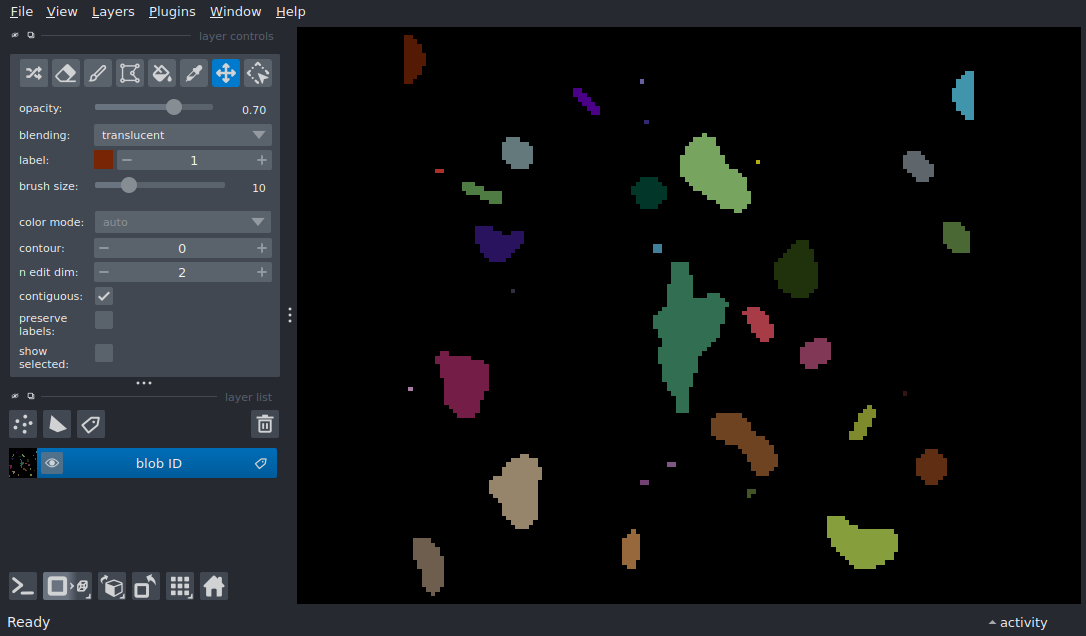 File View Layers Plugins Window Help
layer controls
opacity: 0.70
blending: translucent
label: 1
brush size: 10
color mode: auto
contour: 0
n edit dim: 2
contiguous:
preserve
labels:
show
selected:
layer list
blob ID
Ready
activity